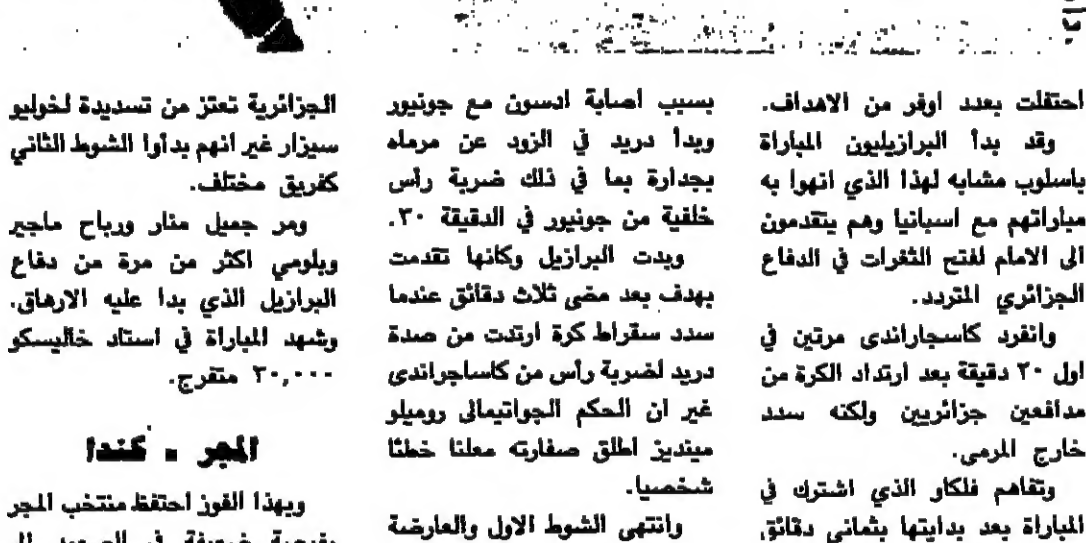 احتقلت بعدد اوفر من الاهداف.
وقد بدأ البرازيليون المباراة
باسلوب مشابه لهذا الذي انهوا به
مباراتهم مع اسبانيا وهم يتقدمون
الى الامام لفتح الثغرات في الدفاع
الجزائري المتردد.
وانفرد كاسجاراندى مرتين في
اول ٢٠ دقيقة بعد ارتداد الكرة من
مدافعين جزائريين ولكنه سدد
خارج المرمى.
وتفاهم فلكاو الذي اشترك في
المباراة بعد بدايتها بثماني دقائق
بسبب اصابة ادسون مع جونيور
وبدأ دريد في الزود عن مرماه
بجدارة بما في ذلك ضربة رأس
خلفية من جونيور في الدقيقة ٣٠.
وبدت البرازيل وكانها تقدمت
بهدف بعد مضى ثلاث دقائق عندما
سدد سقراط كرة ارتدت من صدة
دريد لضربة رأس من كاساجراندى
غير ان الحكم الجواتيمالى روميلو
مينديز اطلق صفارته معلنا خطئا
شخصيا.
وانتهى الشوط الاول والعارضة
الجزائرية تعتز من تسديدة لخوليو
سيزار غير انهم بدأوا الشوط الثاني
كفريق مختلف.
ومر جميل منار ورباح ماجير
وبلومي اكثر من مرة من دفاع
البرازيل الذي بدا عليه الارهاق.
وشهد المباراة في استاد خاليسكو
٣٠,٠٠٠ متفرج.
المجر - كندا
وبهذا الفوز احتفظ منتخب المجر